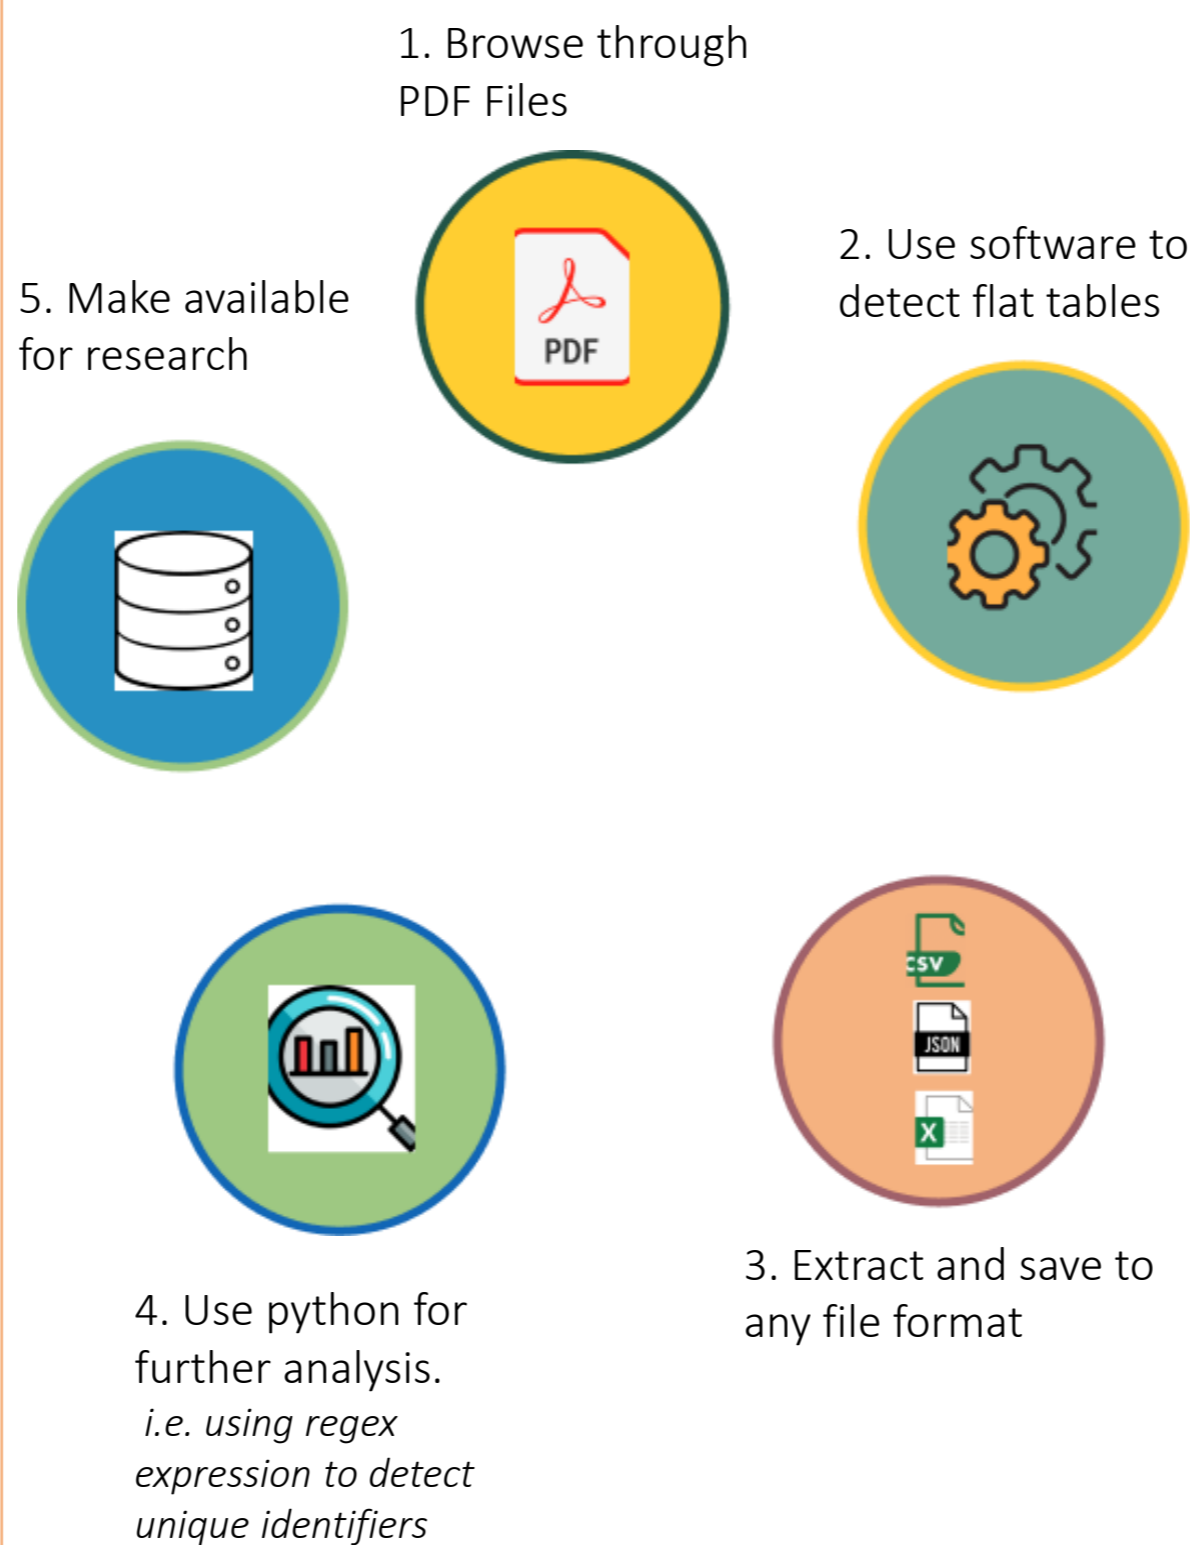 1. Browse through
PDF Files
PDF
2. Use software to
detect flat tables
CSV
JSON
X
3. Extract and save to
any file format
4. Use python for
further analysis.
i.e. using regex
expression to detect
unique identifiers
5. Make available
for research